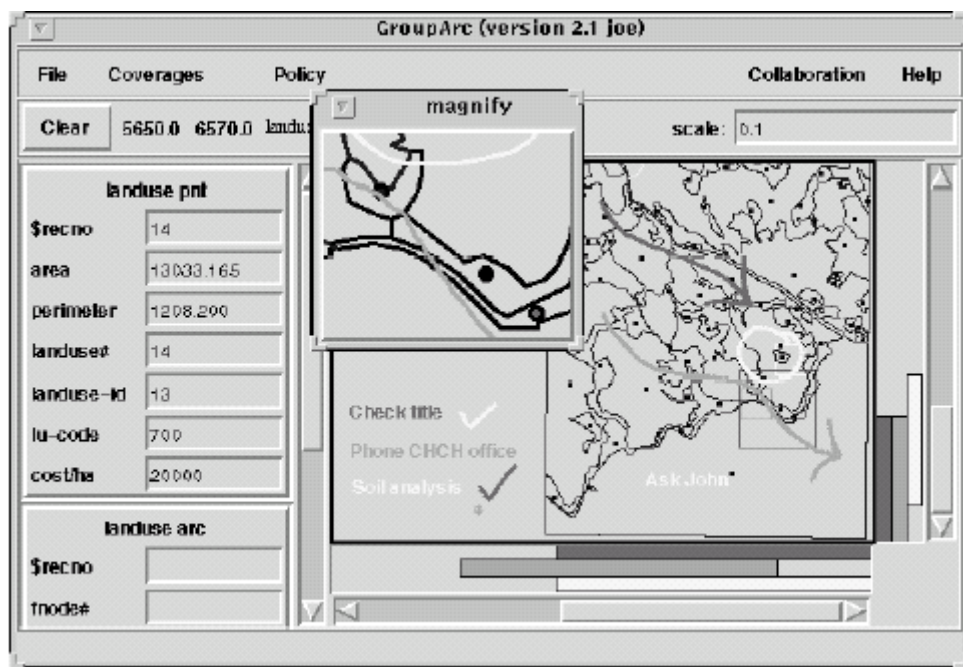 GroupArc (version 2.1 joe)
File Coverages Policy Collaboration Help
magnify
Clear 5650.0 6570.0 landus scale: 0.1
landuse pnt
$recno 14
area 13033.165
perimeter 1208.200
landuse# 14
landuse-id 13
lu-code 700
cost/ha 20000
Check title
Phone CHCH office
Soil analysis
Ask John
landuse arc
$recno
fnode#